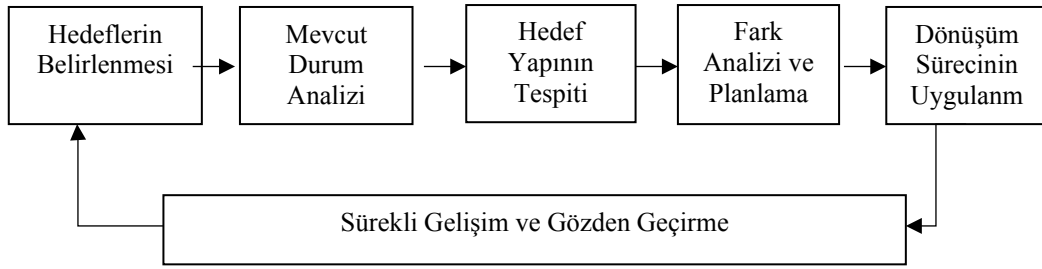 Hedeflerin
Belirlenmesi
Mevcut
Durum
Analizi
Hedef
Yapının
Tespiti
Fark
Analizi ve
Planlama
Dönüşüm
Sürecinin
Uygulanm
Sürekli Gelişim ve Gözden Geçirme